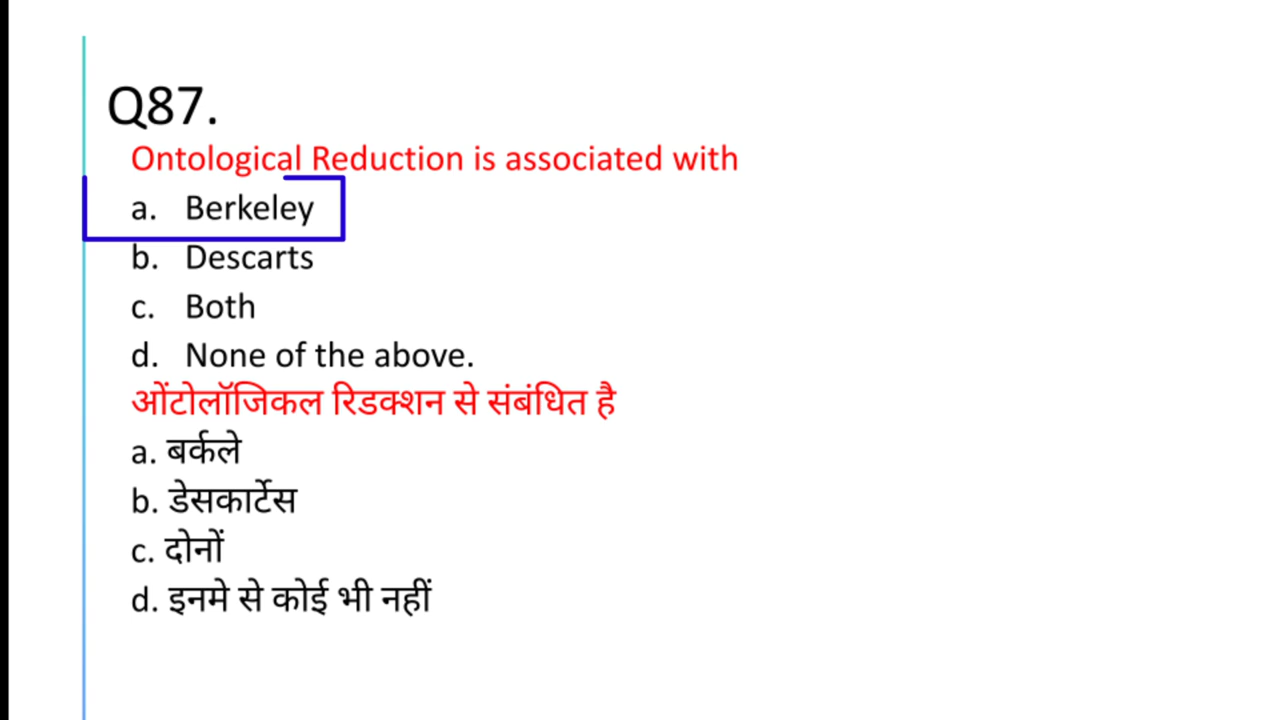 Q87.
Ontological Reduction is associated with
a. Berkeley
b. Descarts
c. Both
d. None of the above.
ओंटोलॉजिकल रिडक्शन से संबंधित है
a. बर्कले
b. डेसकार्टेस
c. दोनों
d. इनमे से कोई भी नहीं